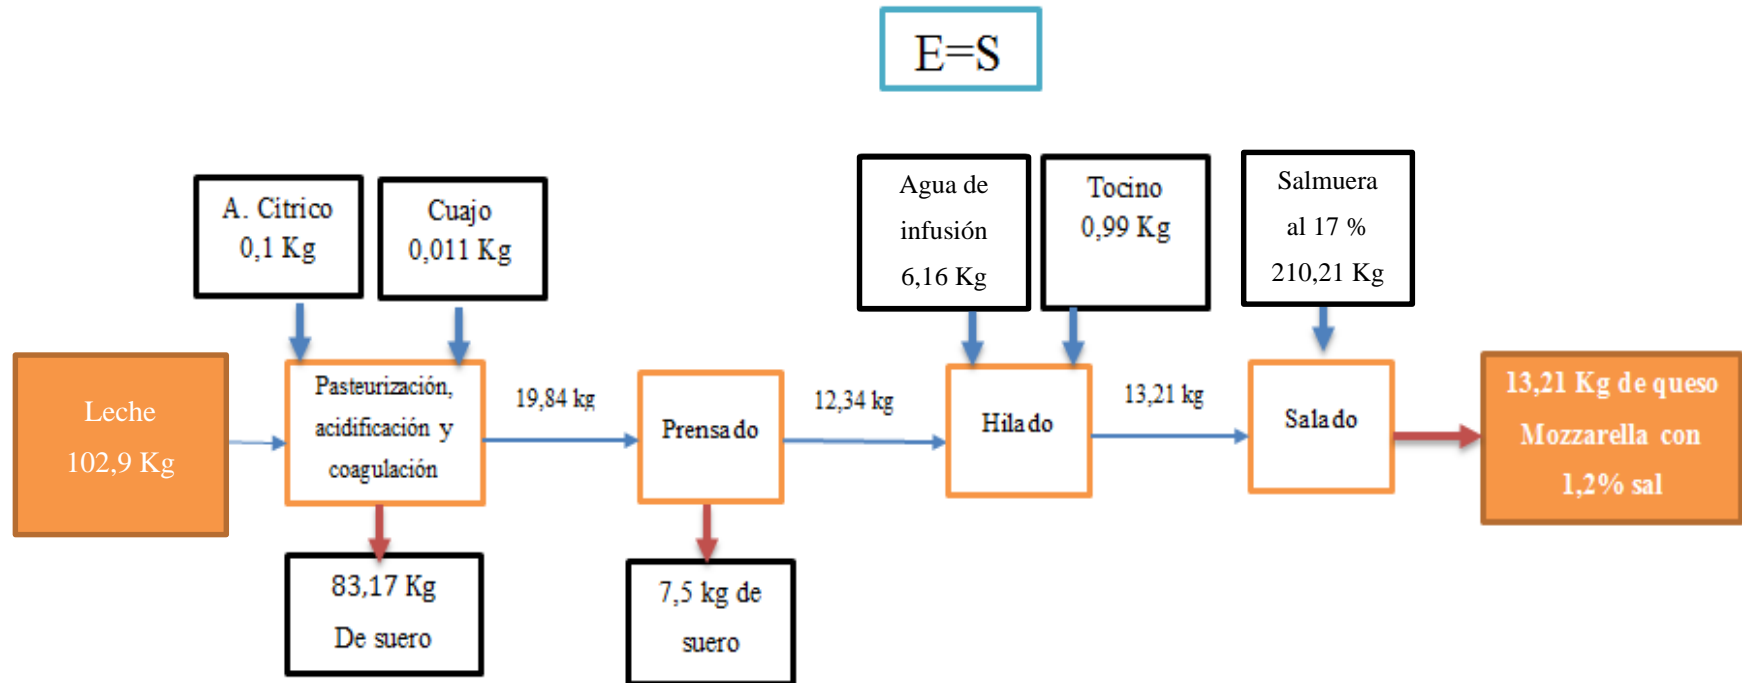 E=S
A. Citrico
0,1 Kg
Cuajo
0,011 Kg
Agua de
infusión
6,16 Kg
Tocino
0,99 Kg
Salmuera
al 17 %
210,21 Kg
Leche
102,9 Kg
Pasteurización,
acidificación y
coagulación
19,84 kg
Prensado
12,34 kg
Hilado
13,21 kg
Salado
13,21 Kg de queso
Mozzarella con
1,2% sal
83,17 Kg
De suero
7,5 kg de
suero